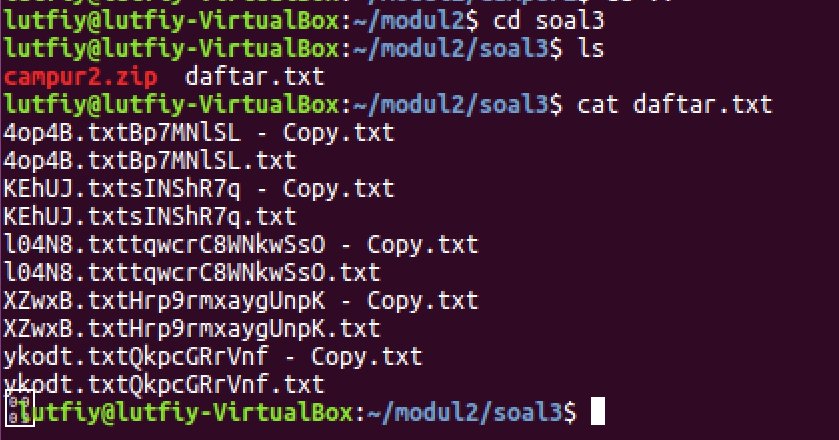 lutfiy@lutfiy-VirtualBox:~/modul2$ cd soal3
lutfiy@lutfiy-VirtualBox:~/modul2/soal3$ ls
campur2.zip  daftar.txt
lutfiy@lutfiy-VirtualBox:~/modul2/soal3$ cat daftar.txt
4op4B.txtBp7MNlSL - Copy.txt
4op4B.txtBp7MNlSL.txt
KEhUJ.txtsINShR7q - Copy.txt
KEhUJ.txtsINShR7q.txt
l04N8.txttqwcrC8WNkwSsO - Copy.txt
l04N8.txttqwcrC8WNkwSsO.txt
XZwxB.txtHrp9rmxaygUnpK - Copy.txt
XZwxB.txtHrp9rmxaygUnpK.txt
ykodt.txtQkpcGRrVnf - Copy.txt
ykodt.txtQkpcGRrVnf.txt
lutfiy@lutfiy-VirtualBox:~/modul2/soal3$